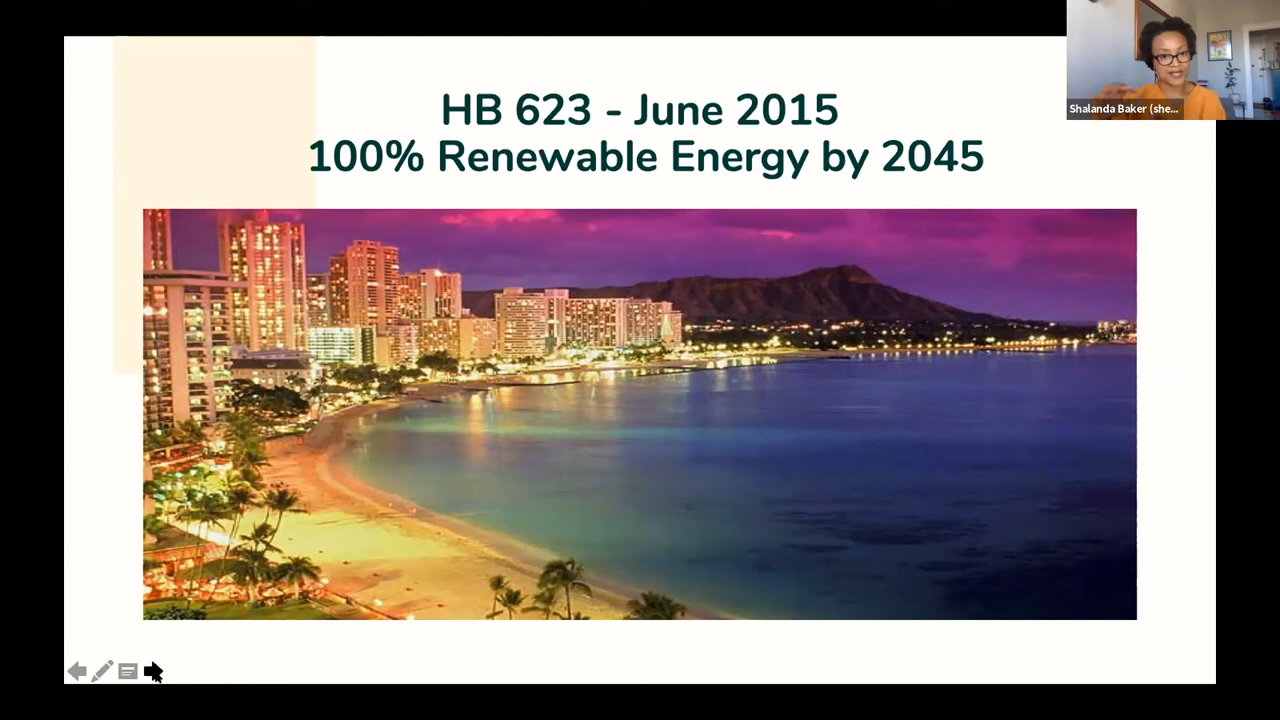 HB 623 - June 2015
100% Renewable Energy by 2045
Shalanda Baker (she...